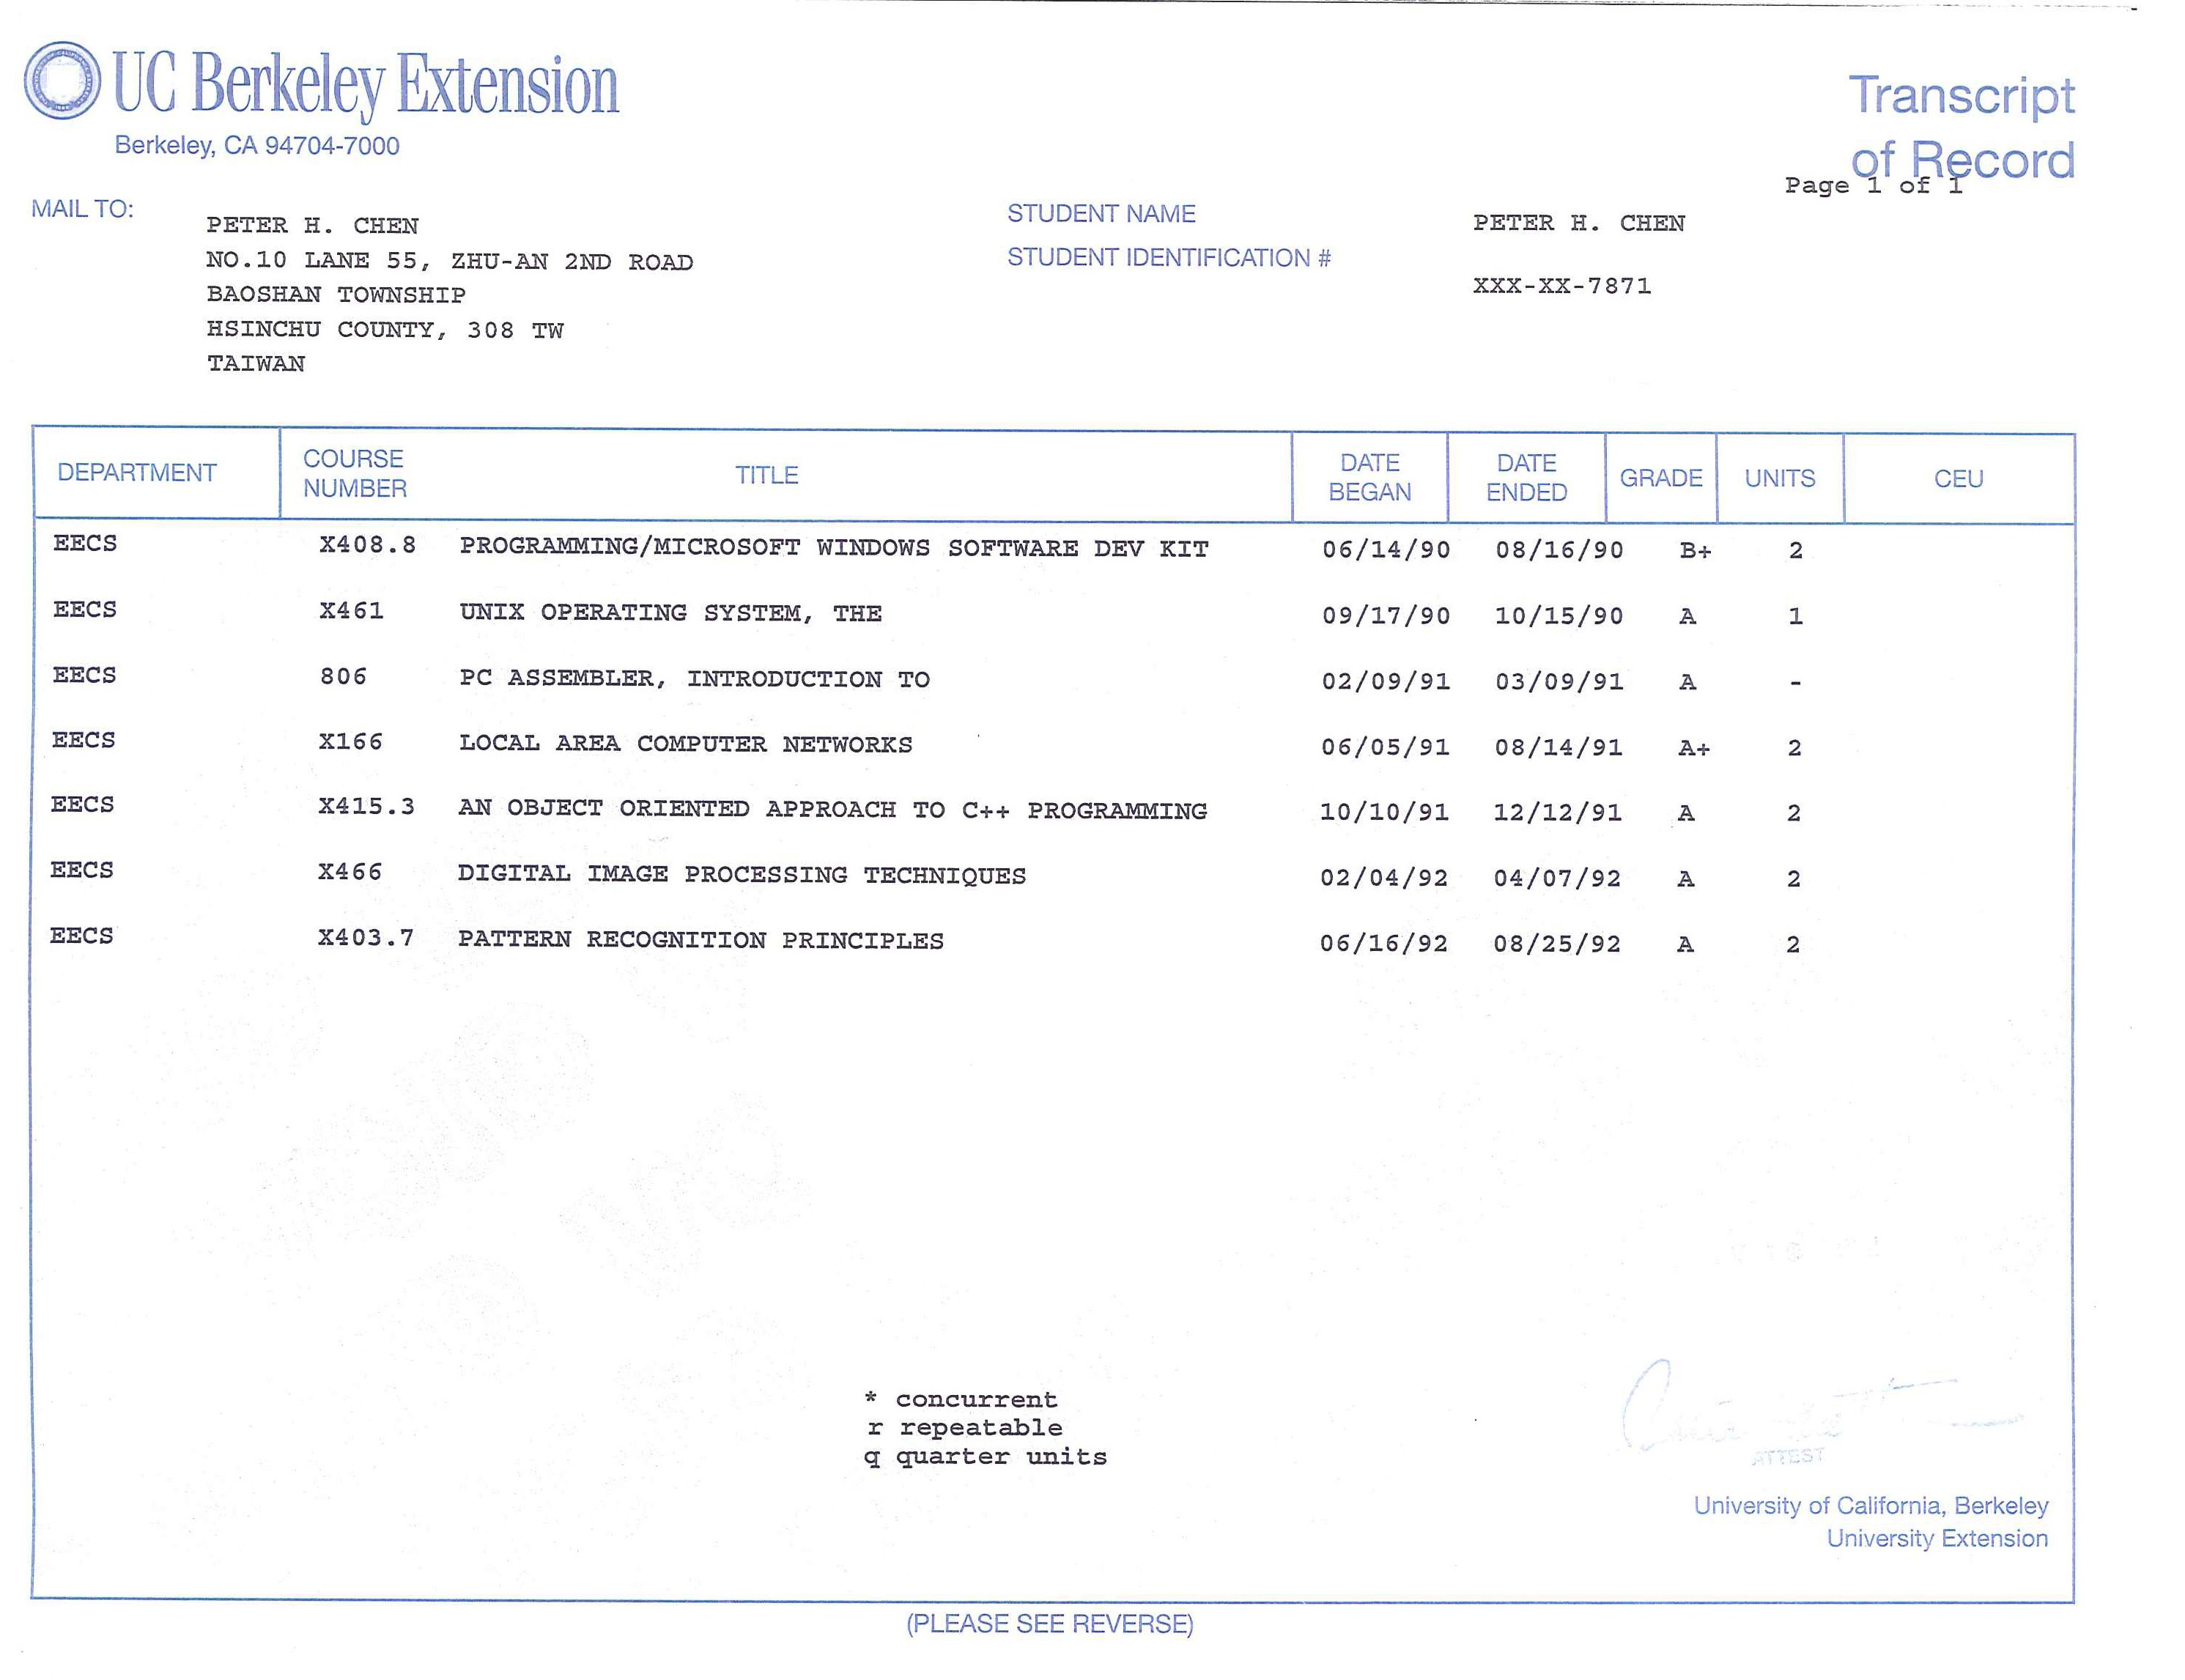 UC Berkeley Extension
Berkeley, CA 94704-7000
Transcript
of Record
Page 1 of 1
MAIL TO:
PETER H. CHEN
NO.10 LANE 55, ZHU-AN 2ND ROAD
BAOSHAN TOWNSHIP
HSINCHU COUNTY, 308 TW
TAIWAN
STUDENT NAME PETER H. CHEN
STUDENT IDENTIFICATION # XXX-XX-7871
DEPARTMENT COURSE NUMBER TITLE DATE BEGAN DATE ENDED GRADE UNITS CEU
EECS X408.8 PROGRAMMING/MICROSOFT WINDOWS SOFTWARE DEV KIT 06/14/90 08/16/90 B+ 2
EECS X461 UNIX OPERATING SYSTEM, THE 09/17/90 10/15/90 A 1
EECS 806 PC ASSEMBLER, INTRODUCTION TO 02/09/91 03/09/91 A -
EECS X166 LOCAL AREA COMPUTER NETWORKS 06/05/91 08/14/91 A+ 2
EECS X415.3 AN OBJECT ORIENTED APPROACH TO C++ PROGRAMMING 10/10/91 12/12/91 A 2
EECS X466 DIGITAL IMAGE PROCESSING TECHNIQUES 02/04/92 04/07/92 A 2
EECS X403.7 PATTERN RECOGNITION PRINCIPLES 06/16/92 08/25/92 A 2
* concurrent
r repeatable
q quarter units
ATTEST
University of California, Berkeley
University Extension
(PLEASE SEE REVERSE)